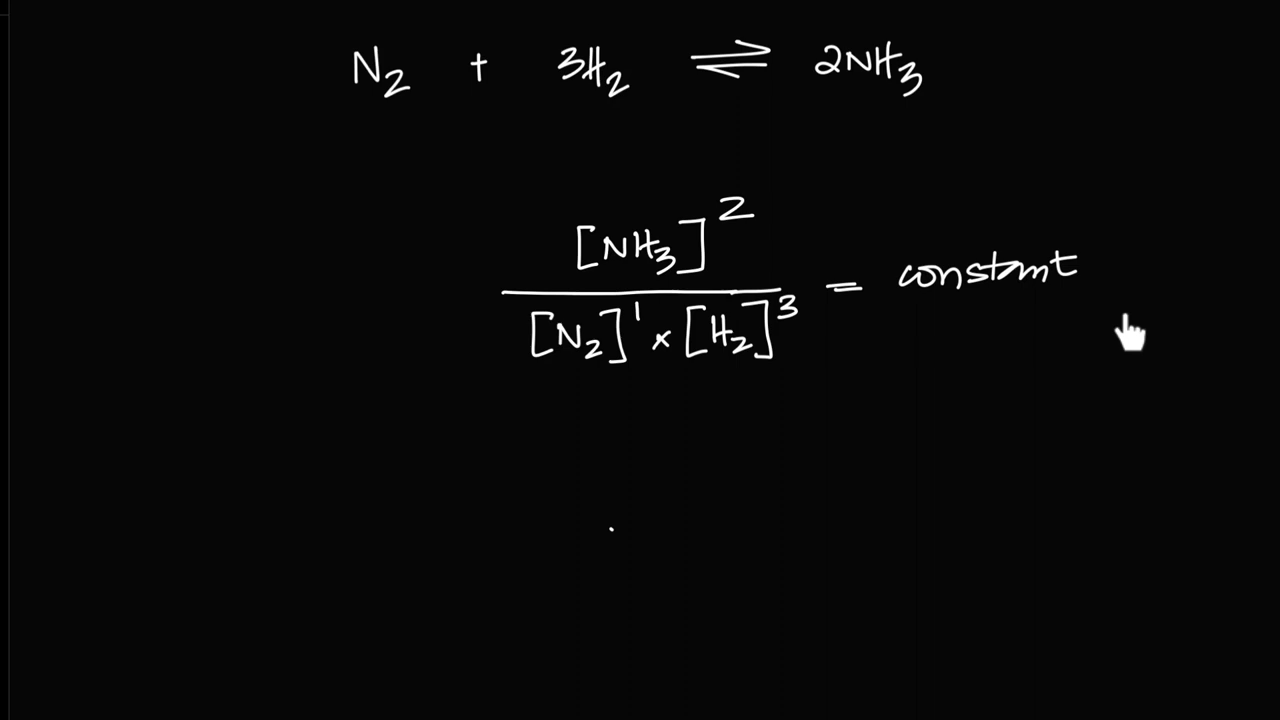 N₂ + 3H₂ ⇌ 2NH₃
[NH₃]²
[N₂]¹ × [H₂]³ = constant